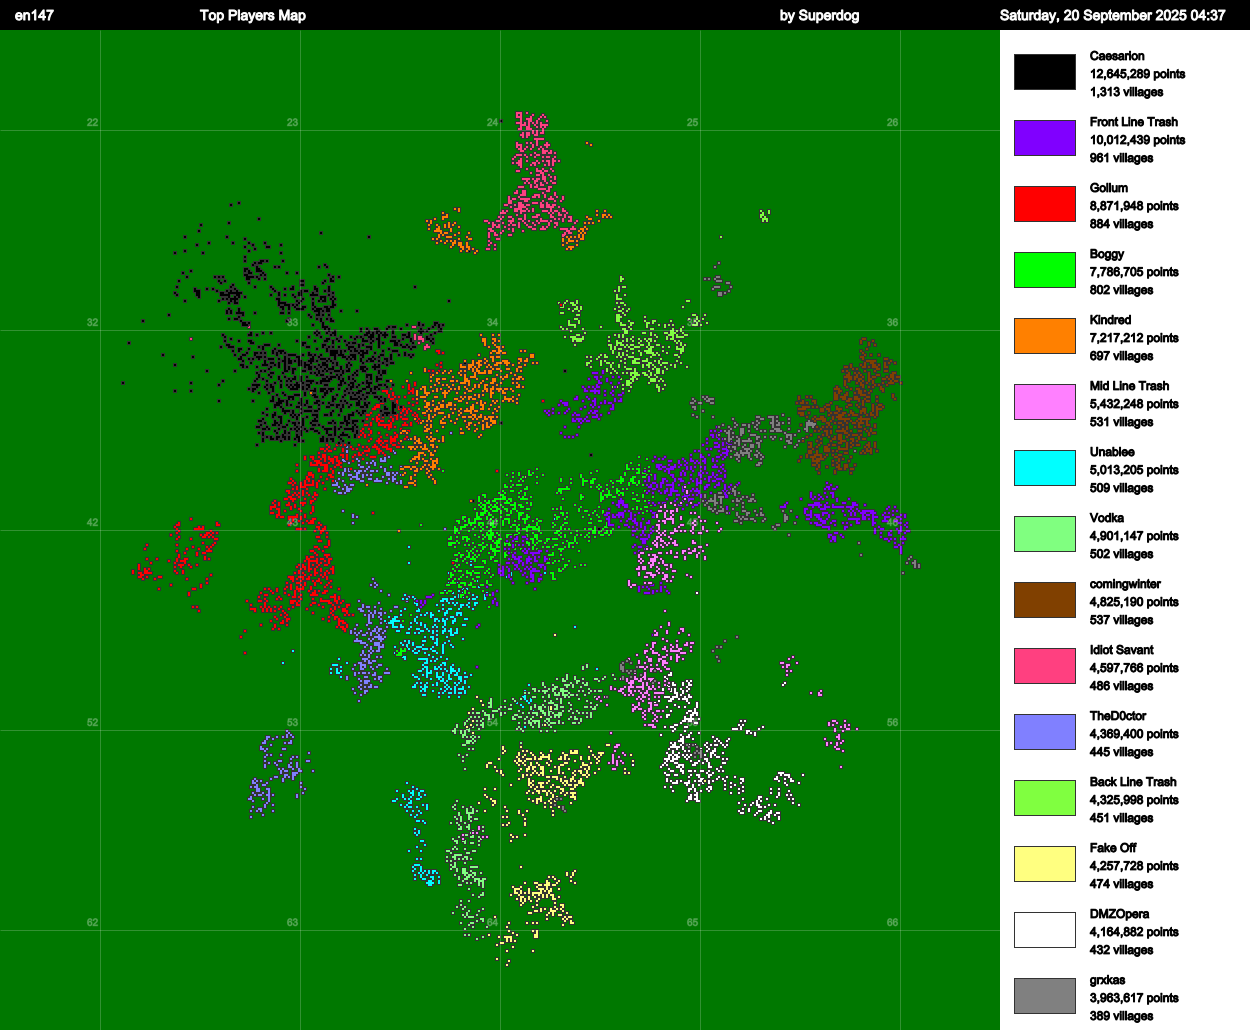 en147
Top Players Map
by Superdog
Saturday, 20 September 2025 04:37
22
23
24
25
26
32
33
34
36
42
43
45
46
52
53
54
56
62
63
64
65
66
Caesarion
12,645,289 points
1,313 villages
Front Line Trash
10,012,439 points
961 villages
Gollum
8,871,948 points
884 villages
Boggy
7,786,705 points
802 villages
Kindred
7,217,212 points
697 villages
Mid Line Trash
5,432,248 points
531 villages
Unablee
5,013,205 points
509 villages
Vodka
4,901,147 points
502 villages
comingwinter
4,825,190 points
537 villages
Idiot Savant
4,597,766 points
486 villages
TheD0ctor
4,369,400 points
445 villages
Back Line Trash
4,325,998 points
451 villages
Fake Off
4,257,728 points
474 villages
DMZOpera
4,164,882 points
432 villages
grxkas
3,963,617 points
389 villages